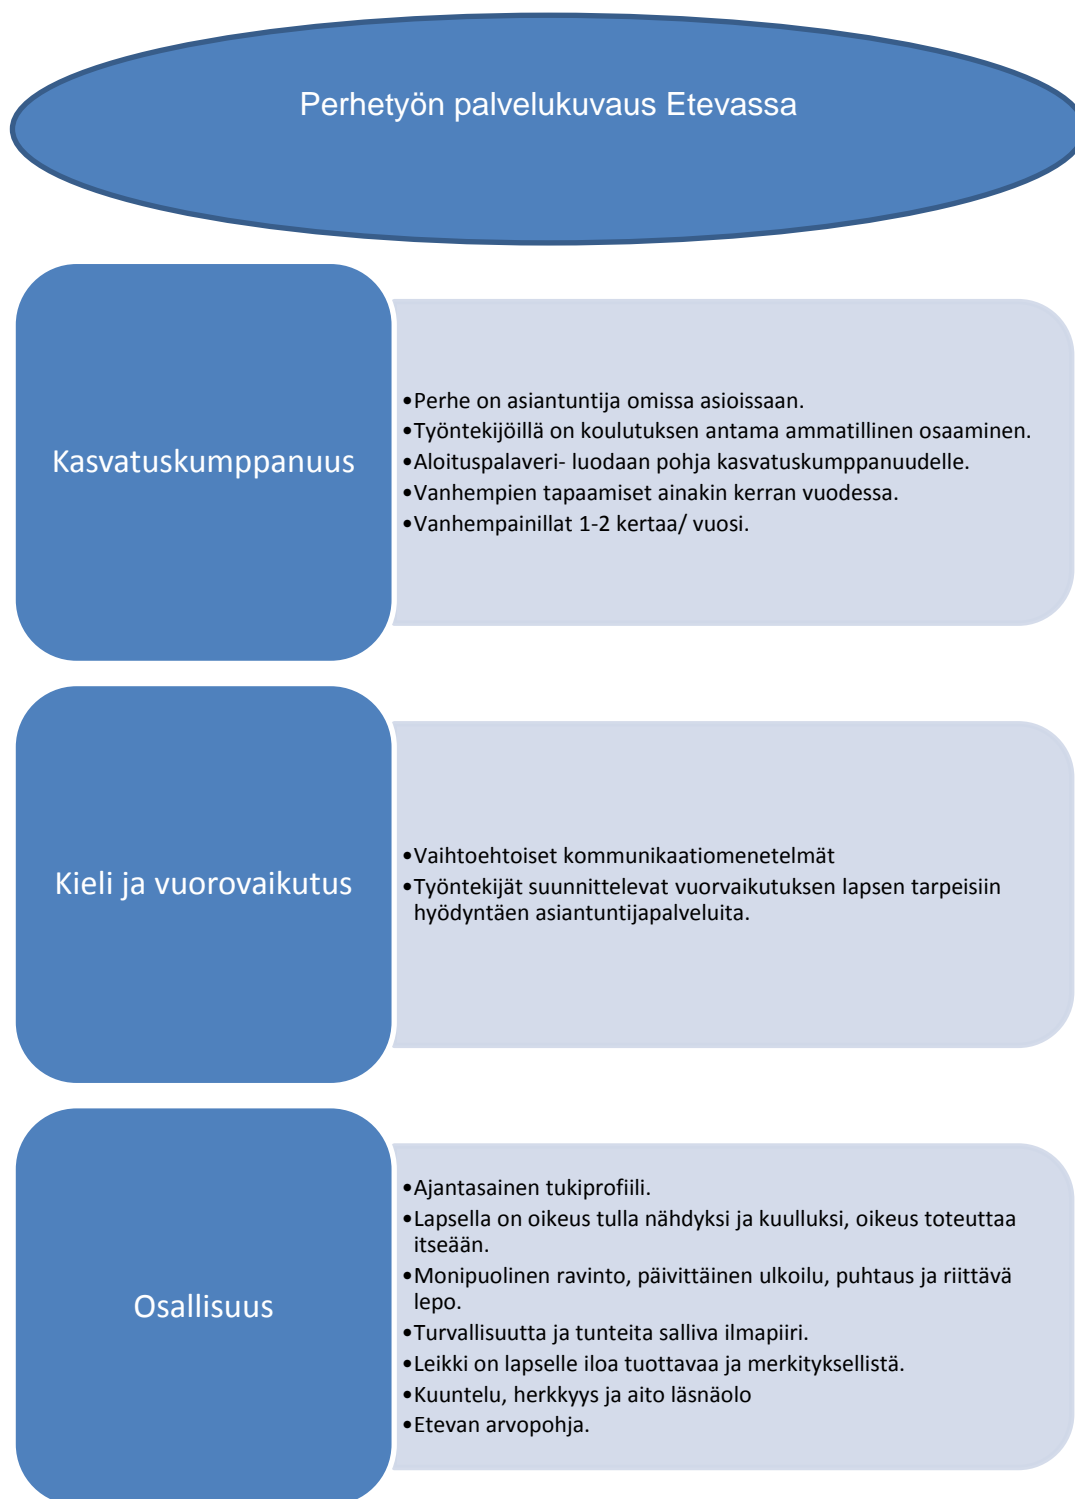 Perhetyön palvelukuvaus Etevassa
Kasvatuskumppanuus
•Perhe on asiantuntija omissa asioissaan.
•Työntekijöillä on koulutuksen antama ammatillinen osaaminen.
•Aloituspalaveri- luodaan pohja kasvatuskumppanuudelle.
•Vanhempien tapaamiset ainakin kerran vuodessa.
•Vanhempainillat 1-2 kertaa/ vuosi.
Kieli ja vuorovaikutus
•Vaihtoehtoiset kommunikaatiomenetelmät
•Työntekijät suunnittelevat vuorvaikutuksen lapsen tarpeisiin
hyödyntäen asiantuntijapalveluita.
Osallisuus
•Ajantasainen tukiprofiili.
•Lapsella on oikeus tulla nähdyksi ja kuulluksi, oikeus toteuttaa
itseään.
•Monipuolinen ravinto, päivittäinen ulkoilu, puhtaus ja riittävä
lepo.
•Turvallisuutta ja tunteita salliva ilmapiiri.
•Leikki on lapselle iloa tuottavaa ja merkityksellistä.
•Kuuntelu, herkkyys ja aito läsnäolo
•Etevan arvopohja.